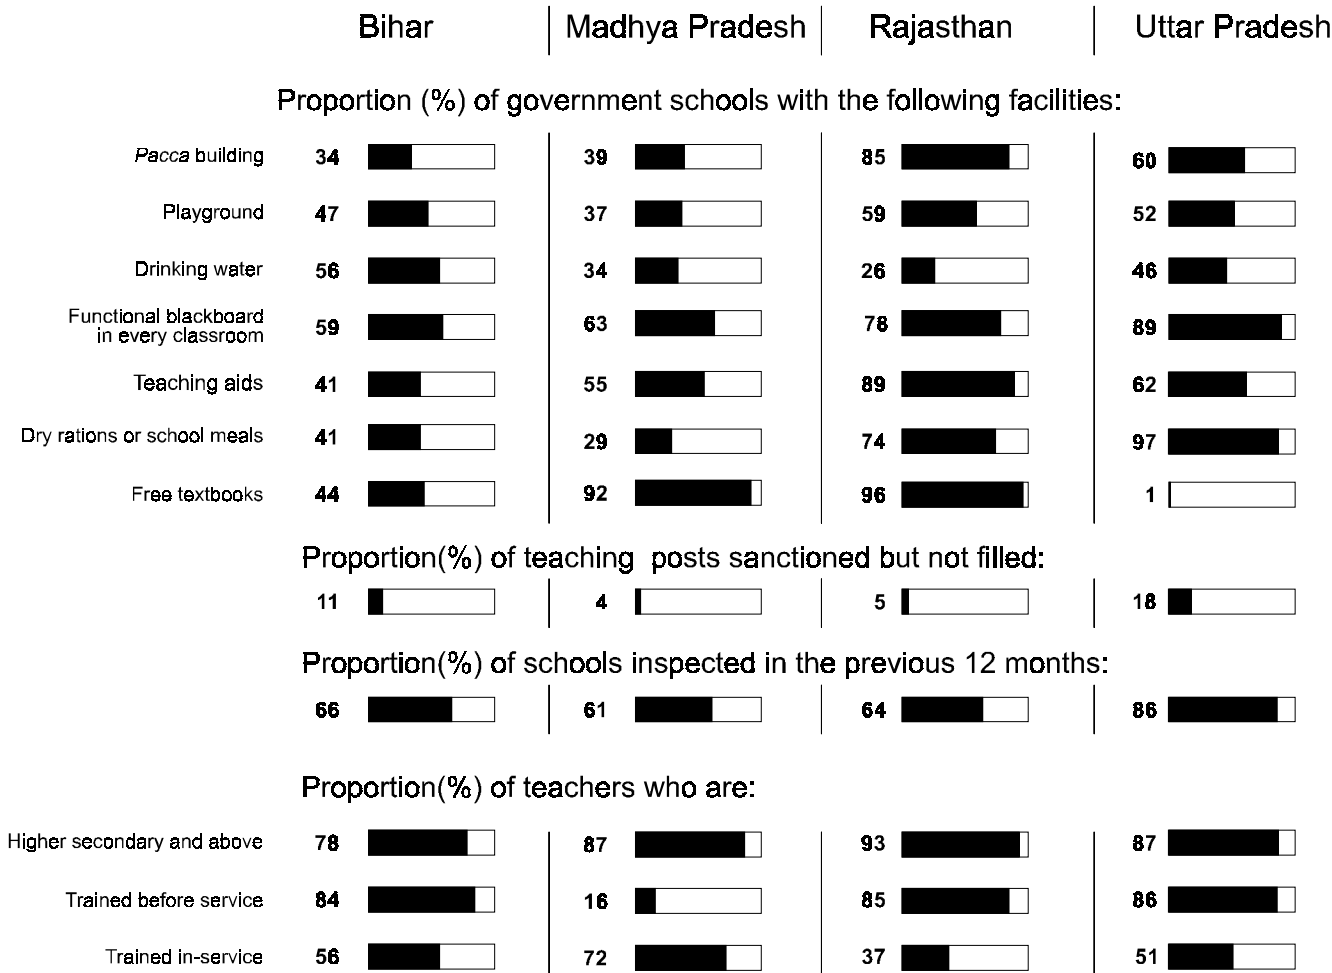 Bihar Madhya Pradesh Rajasthan Uttar Pradesh
Proportion (%) of government schools with the following facilities:
Pacca building 34 39 85 60
Playground 47 37 59 52
Drinking water 56 34 26 46
Functional blackboard
in every classroom 59 63 78 89
Teaching aids 41 55 89 62
Dry rations or school meals 41 29 74 97
Free textbooks 44 92 96 1
Proportion(%) of teaching posts sanctioned but not filled:
11 4 5 18
Proportion(%) of schools inspected in the previous 12 months:
66 61 64 86
Proportion(%) of teachers who are:
Higher secondary and above 78 87 93 87
Trained before service 84 16 85 86
Trained in-service 56 72 37 51